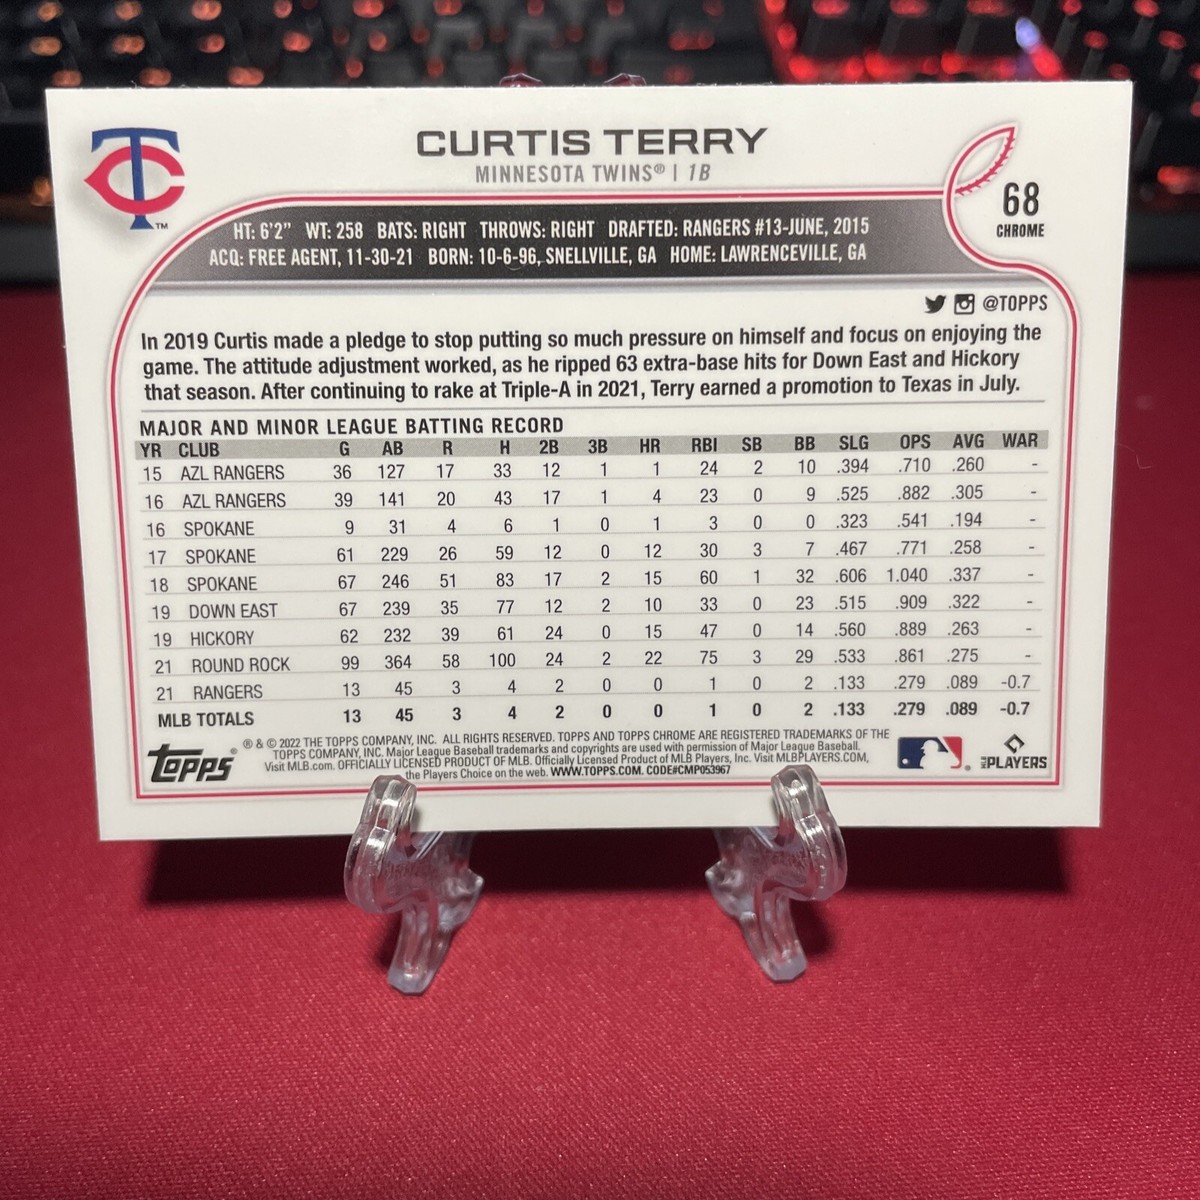 TC ™
CURTIS TERRY
MINNESOTA TWINS® | 1B
68
CHROME
HT: 6'2" WT: 258 BATS: RIGHT THROWS: RIGHT DRAFTED: RANGERS #13-JUNE, 2015
ACQ: FREE AGENT, 11-30-21 BORN: 10-6-96, SNELLVILLE, GA HOME: LAWRENCEVILLE, GA
@TOPPS
In 2019 Curtis made a pledge to stop putting so much pressure on himself and focus on enjoying the
game. The attitude adjustment worked, as he ripped 63 extra-base hits for Down East and Hickory
that season. After continuing to rake at Triple-A in 2021, Terry earned a promotion to Texas in July.
MAJOR AND MINOR LEAGUE BATTING RECORD
YR CLUB G AB R H 2B 3B HR RBI SB BB SLG OPS AVG WAR
15 AZL RANGERS 36 127 17 33 12 1 1 24 2 10 .394 .710 .260 -
16 AZL RANGERS 39 141 20 43 17 1 4 23 0 9 .525 .882 .305 -
16 SPOKANE 9 31 4 6 1 0 1 3 0 0 .323 .541 .194 -
17 SPOKANE 61 229 26 59 12 0 12 30 3 7 .467 .771 .258 -
18 SPOKANE 67 246 51 83 17 2 15 60 1 32 .606 1.040 .337 -
19 DOWN EAST 67 239 35 77 12 2 10 33 0 23 .515 .909 .322 -
19 HICKORY 62 232 39 61 24 0 15 47 0 14 .560 .889 .263 -
21 ROUND ROCK 99 364 58 100 24 2 22 75 3 29 .533 .861 .275 -
21 RANGERS 13 45 3 4 2 0 0 1 0 2 .133 .279 .089 -0.7
MLB TOTALS 13 45 3 4 2 0 0 1 0 2 .133 .279 .089 -0.7
TOPPS®
® & © 2022 THE TOPPS COMPANY, INC. ALL RIGHTS RESERVED. TOPPS AND TOPPS CHROME ARE REGISTERED TRADEMARKS OF THE
TOPPS COMPANY, INC. Major League Baseball trademarks and copyrights are used with permission of Major League Baseball.
Visit MLB.com. OFFICIALLY LICENSED PRODUCT OF MLB. Officially Licensed Product of MLB Players, Inc. Visit MLBPLAYERS.COM,
the Players Choice on the web. WWW.TOPPS.COM. CODE#CMP053967
®
MLB PLAYERS